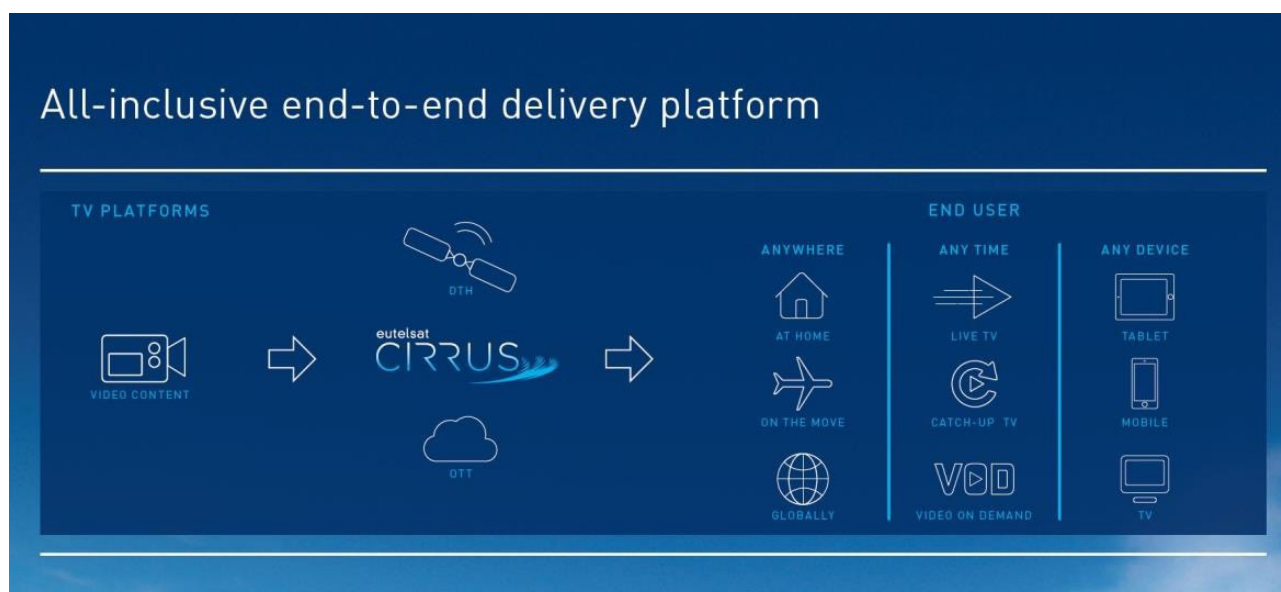 All-inclusive end-to-end delivery platform
TV PLATFORMS
VIDEO CONTENT
DTH
eutelsat
CIRRUS
OTT
END USER
ANYWHERE
AT HOME
ON THE MOVE
GLOBALLY
ANY TIME
LIVE TV
CATCH-UP TV
VOD
VIDEO ON DEMAND
ANY DEVICE
TABLET
MOBILE
TV